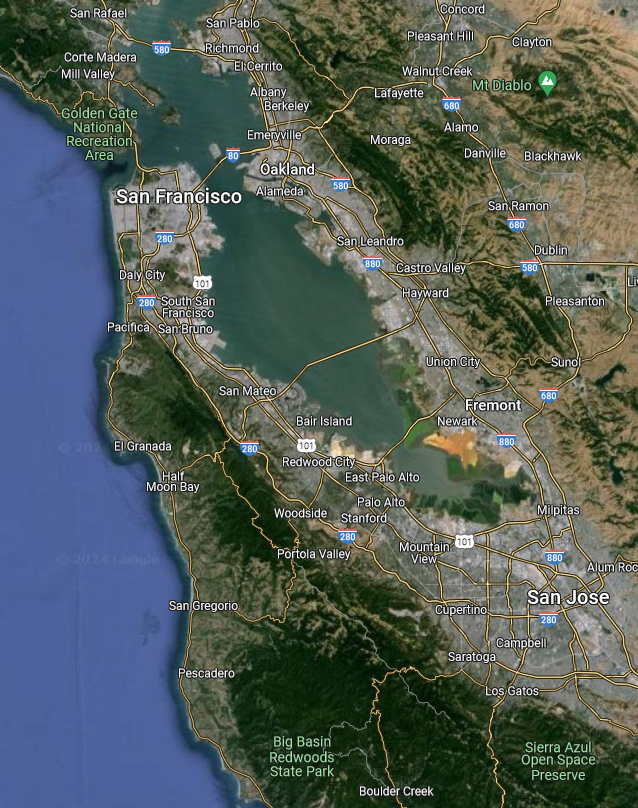 San Rafael
Concord
San Pablo
Pleasant Hill
Richmond
Clayton
580
Corte Madera
El Cerrito
Mill Valley
Walnut Creek
Mt Diablo
Albany
Lafayette
Berkeley
680
Golden Gate
National
Recreation
Area
Alamo
Emeryville
Moraga
80
Danville
Blackhawk
Oakland
580
Alameda
San Francisco
San Ramon
680
280
San Leandro
Dublin
880
Castro Valley
580
Daly City
101
Li
Hayward
280
South San
Francisco
Pleasanton
Pacifica
San Bruno
Union City
Sunol
San Mateo
680
Fremont
Bair Island
Newark
880
El Granada
280
101
Redwood City
Half
Moon Bay
East Palo Alto
Palo Alto
Woodside
Stanford
Milpitas
280
101
Portola Valley
Mountain
View
880
© 2024 Google
Alum Roc
San Jose
San Gregorio
Cupertino
280
Campbell
Saratoga
Pescadero
Los Gatos
Big Basin
Redwoods
State Park
Sierra Azul
Open Space
Preserve
Boulder Creek